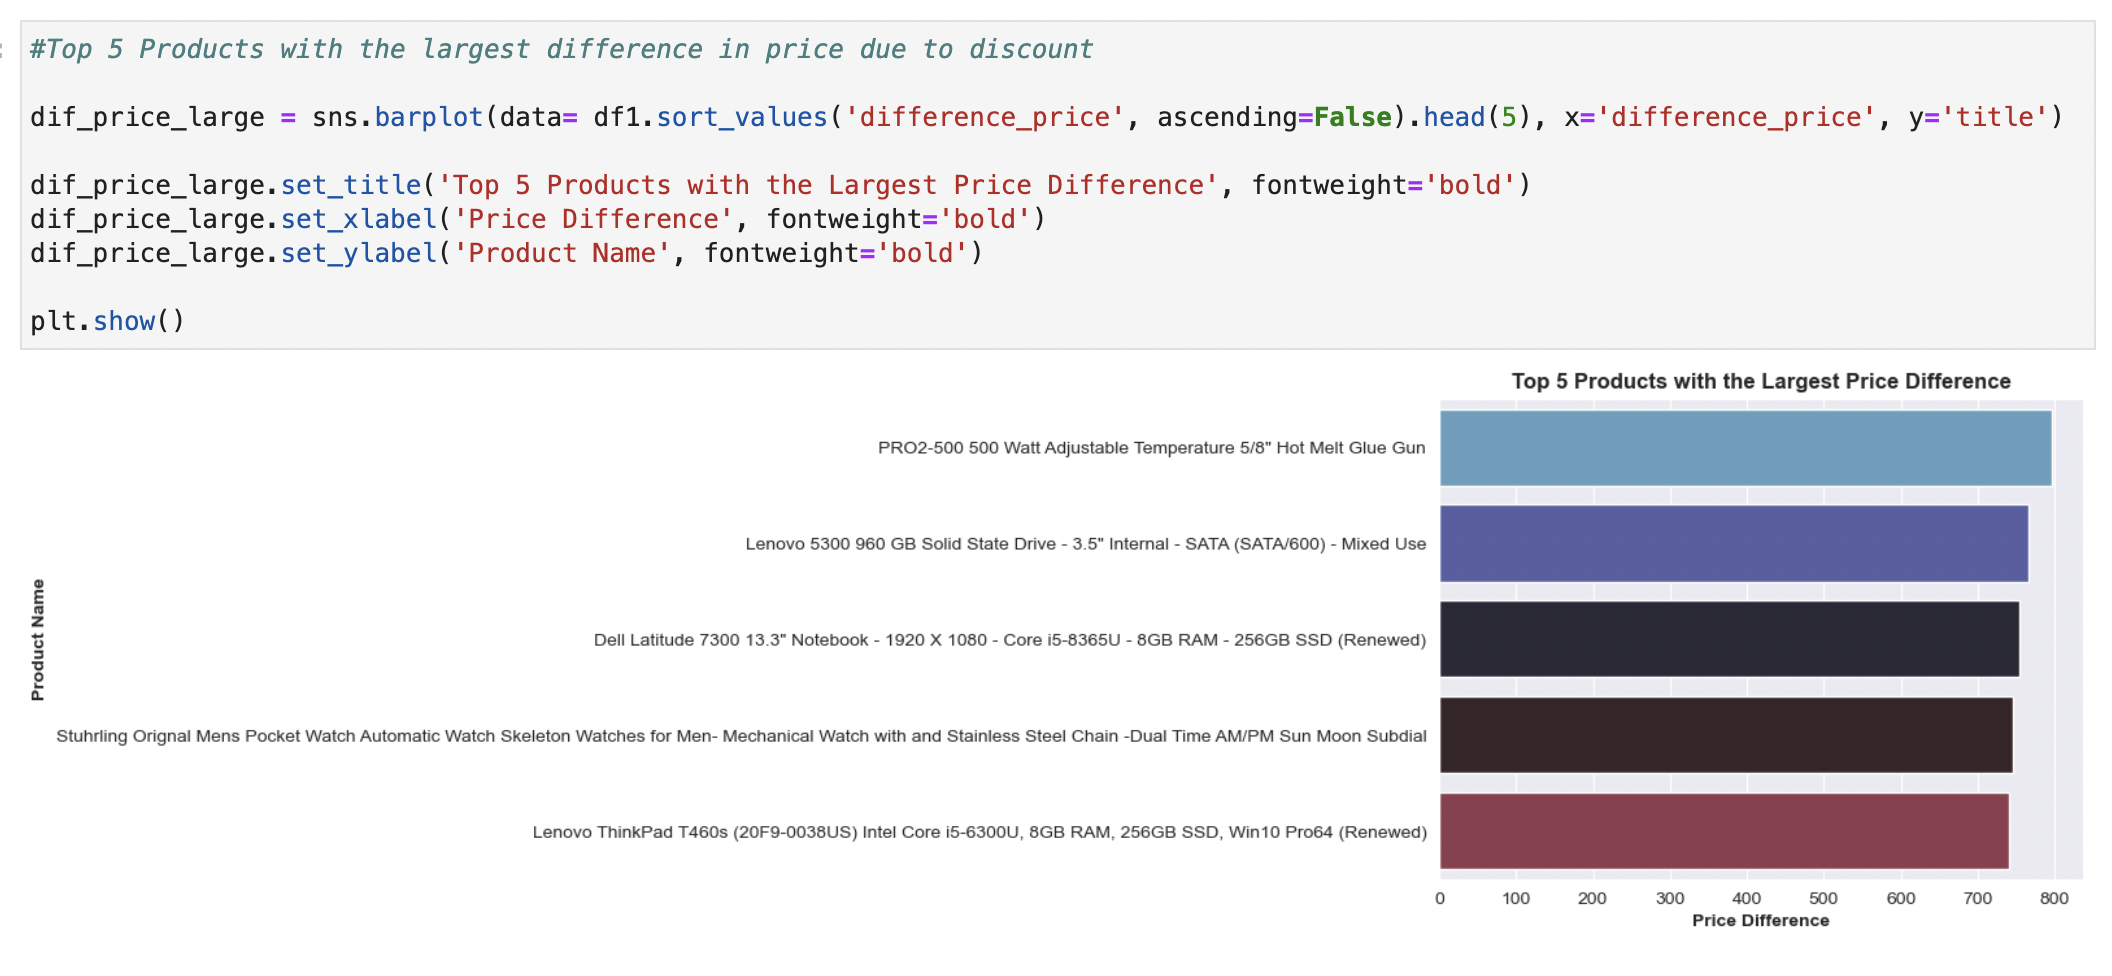 #Top 5 Products with the largest difference in price due to discount
dif_price_large = sns.barplot(data= df1.sort_values('difference_price', ascending=False).head(5), x='difference_price', y='title')
dif_price_large.set_title('Top 5 Products with the Largest Price Difference', fontweight='bold')
dif_price_large.set_xlabel('Price Difference', fontweight='bold')
dif_price_large.set_ylabel('Product Name', fontweight='bold')
plt.show()
Top 5 Products with the Largest Price Difference
PRO2-500 500 Watt Adjustable Temperature 5/8" Hot Melt Glue Gun
Lenovo 5300 960 GB Solid State Drive - 3.5" Internal - SATA (SATA/600) - Mixed Use
Dell Latitude 7300 13.3" Notebook - 1920 X 1080 - Core i5-8365U - 8GB RAM - 256GB SSD (Renewed)
Stuhrling Orignal Mens Pocket Watch Automatic Watch Skeleton Watches for Men- Mechanical Watch with and Stainless Steel Chain -Dual Time AM/PM Sun Moon Subdial
Lenovo ThinkPad T460s (20F9-0038US) Intel Core i5-6300U, 8GB RAM, 256GB SSD, Win10 Pro64 (Renewed)
Product Name
0 100 200 300 400 500 600 700 800
Price Difference